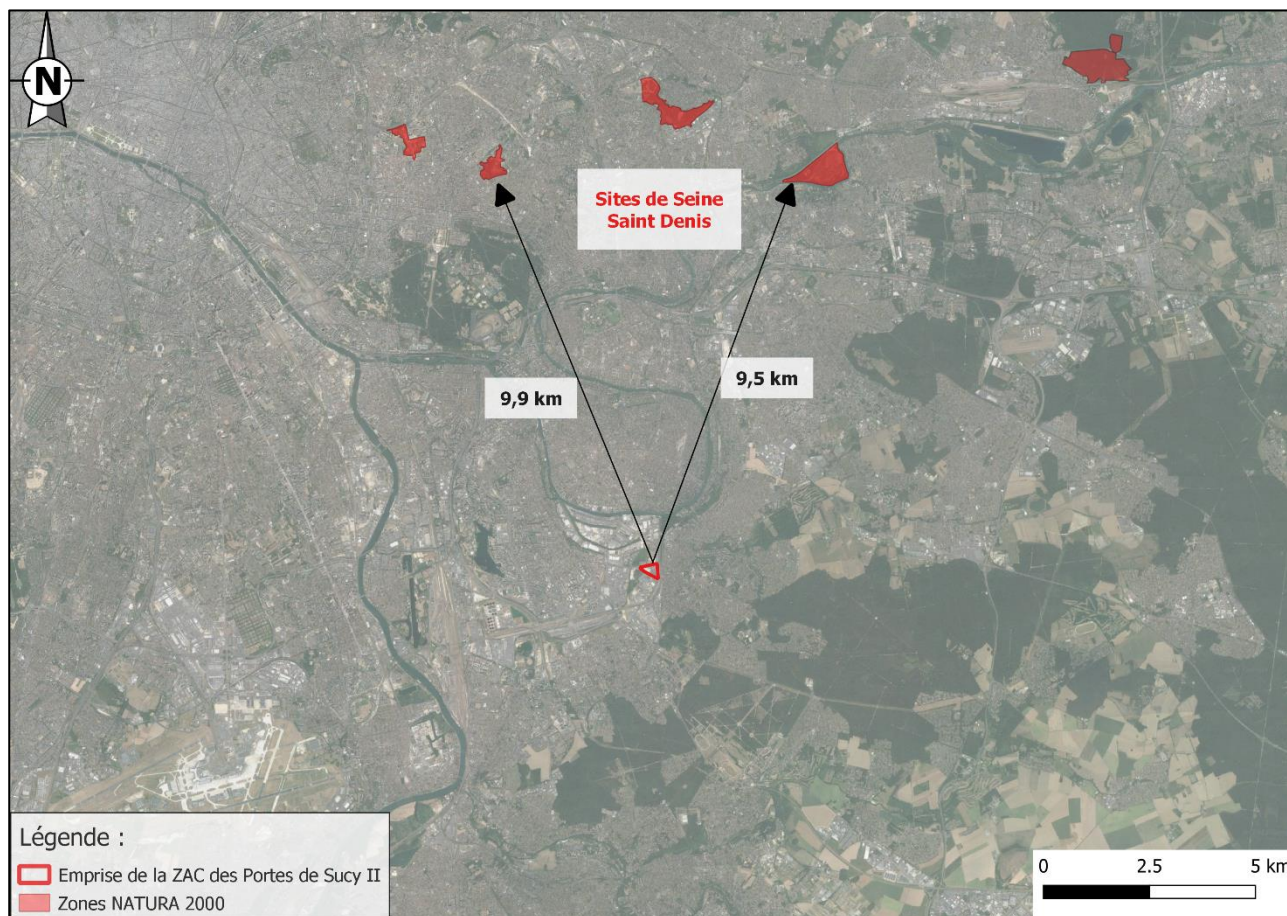 N
Sites de Seine
Saint Denis
9,9 km
9,5 km
Légende :
Emprise de la ZAC des Portes de Sucy II
Zones NATURA 2000
0 2.5 5 km